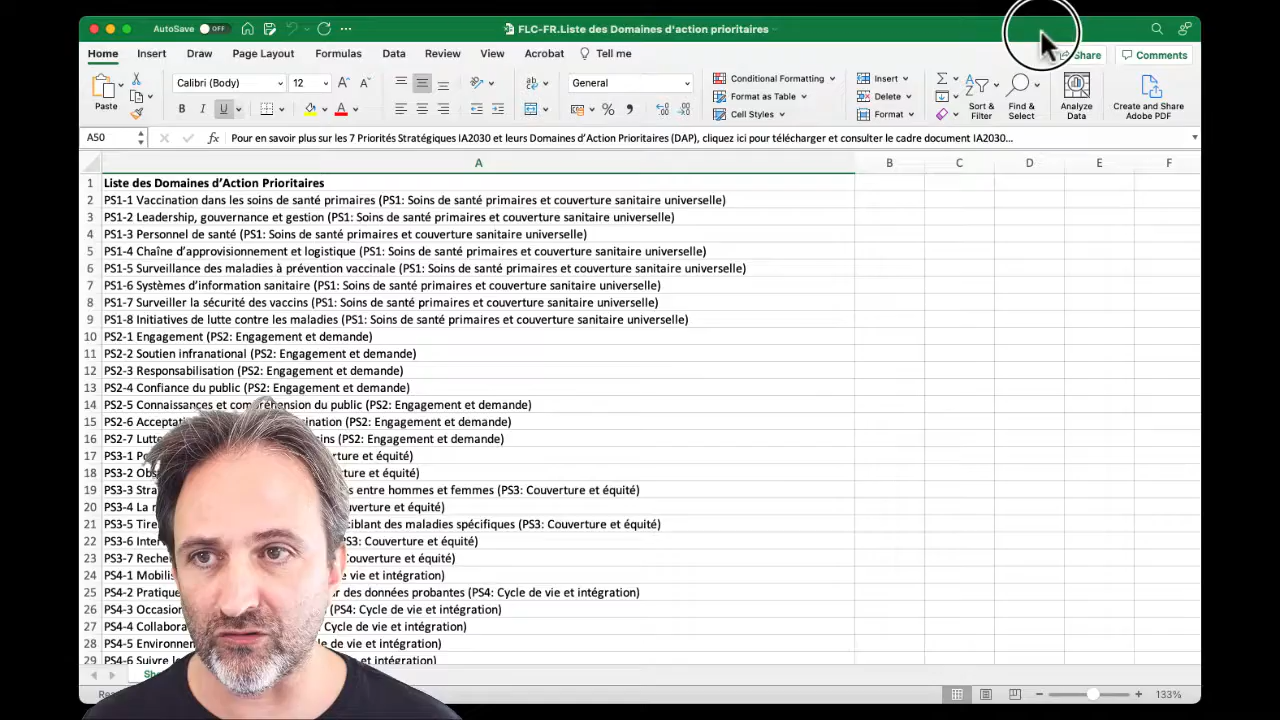 AutoSave OFF
FLC-FR.Liste des Domaines d'action prioritaires
Home Insert Draw Page Layout Formulas Data Review View Acrobat Tell me
Share Comments
Paste
Calibri (Body) 12
B I U
General
Conditional Formatting
Format as Table
Cell Styles
Insert
Delete
Format
Sort & Filter
Find & Select
Analyze Data
Create and Share Adobe PDF
A50 fx Pour en savoir plus sur les 7 Priorités Stratégiques IA2030 et leurs Domaines d'Action Prioritaires (DAP), cliquez ici pour télécharger et consulter le cadre document IA2030...
A B C D E F
1 Liste des Domaines d'Action Prioritaires
2 PS1-1 Vaccination dans les soins de santé primaires (PS1: Soins de santé primaires et couverture sanitaire universelle)
3 PS1-2 Leadership, gouvernance et gestion (PS1: Soins de santé primaires et couverture sanitaire universelle)
4 PS1-3 Personnel de santé (PS1: Soins de santé primaires et couverture sanitaire universelle)
5 PS1-4 Chaîne d'approvisionnement et logistique (PS1: Soins de santé primaires et couverture sanitaire universelle)
6 PS1-5 Surveillance des maladies à prévention vaccinale (PS1: Soins de santé primaires et couverture sanitaire universelle)
7 PS1-6 Systèmes d'information sanitaire (PS1: Soins de santé primaires et couverture sanitaire universelle)
8 PS1-7 Surveiller la sécurité des vaccins (PS1: Soins de santé primaires et couverture sanitaire universelle)
9 PS1-8 Initiatives de lutte contre les maladies (PS1: Soins de santé primaires et couverture sanitaire universelle)
10 PS2-1 Engagement (PS2: Engagement et demande)
11 PS2-2 Soutien infranational (PS2: Engagement et demande)
12 PS2-3 Responsabilisation (PS2: Engagement et demande)
13 PS2-4 Confiance du public (PS2: Engagement et demande)
14 PS2-5 Connaissances et compréhension du public (PS2: Engagement et demande)
15 PS2-6 (PS2: Engagement et demande)
16 PS2-7 (PS2: Engagement et demande)
17 PS3-1 et équité)
18 PS3-2 et équité)
19 PS3-3 entre hommes et femmes (PS3: Couverture et équité)
20 PS3-4 La et équité)
21 PS3-5 ciblant des maladies spécifiques (PS3: Couverture et équité)
22 PS3-6 Couverture et équité)
23 PS3-7 Couverture et équité)
24 PS4-1 de vie et intégration)
25 PS4-2 des données probantes (PS4: Cycle de vie et intégration)
26 PS4-3 (PS4: Cycle de vie et intégration)
27 PS4-4 Cycle de vie et intégration)
28 PS4-5 de vie et intégration)
29 PS4-6 Suivre et intégration)
133%